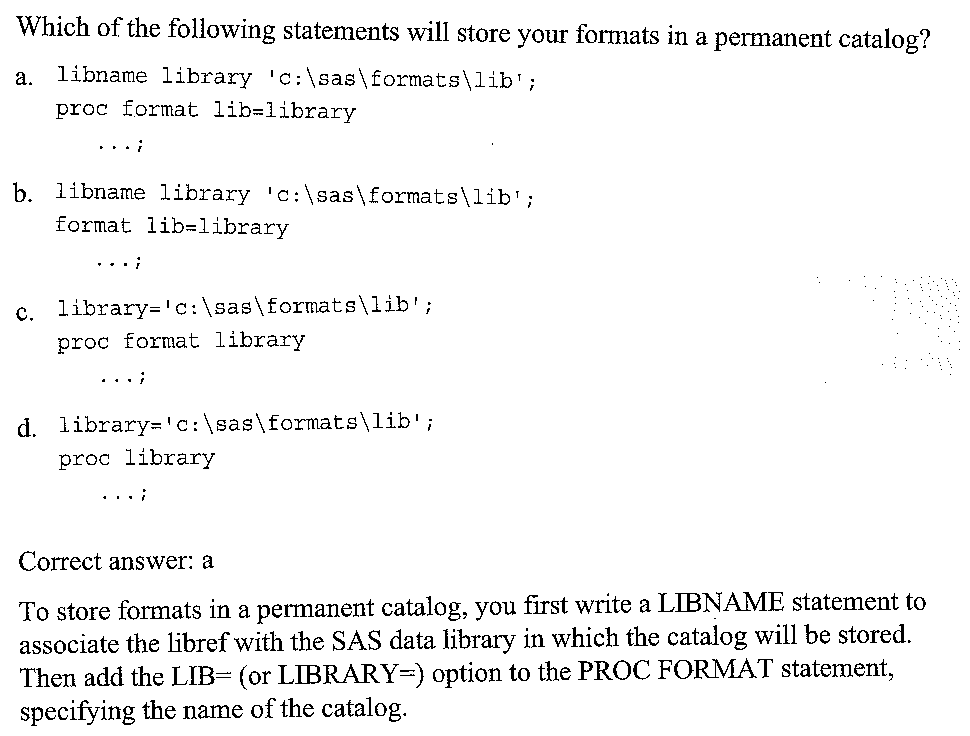 Which of the following statements will store your formats in a permanent catalog?
a. libname library 'c:\sas\formats\lib';
proc format lib=library
...;
b. libname library 'c:\sas\formats\lib';
format lib=library
...;
c. library='c:\sas\formats\lib';
proc format library
...;
d. library='c:\sas\formats\lib';
proc library
...;
Correct answer: a
To store formats in a permanent catalog, you first write a LIBNAME statement to
associate the libref with the SAS data library in which the catalog will be stored.
Then add the LIB= (or LIBRARY=) option to the PROC FORMAT statement,
specifying the name of the catalog.